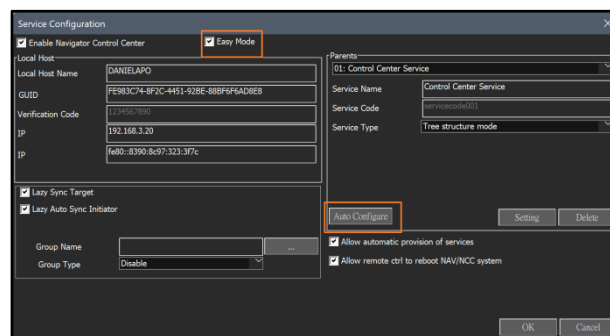 Service Configuration
Enable Navigator Control Center
Easy Mode
Local Host
Local Host Name
DANIELAPO
GUID
FE983C74-8F2C-4451-92BE-88BF6F6AD8E8
Verification Code
1234567890
IP
192.168.3.20
IP
fe80::8390:8c97:323:3f7c
Lazy Sync Target
Lazy Auto Sync Initiator
Group Name
...
Group Type
Disable
Parents
01: Control Center Service
Service Name
Control Center Service
Service Code
servicecode001
Service Type
Tree structure mode
Auto Configure
Setting
Delete
Allow automatic provision of services
Allow remote ctrl to reboot NAV/NCC system
OK
Cancel